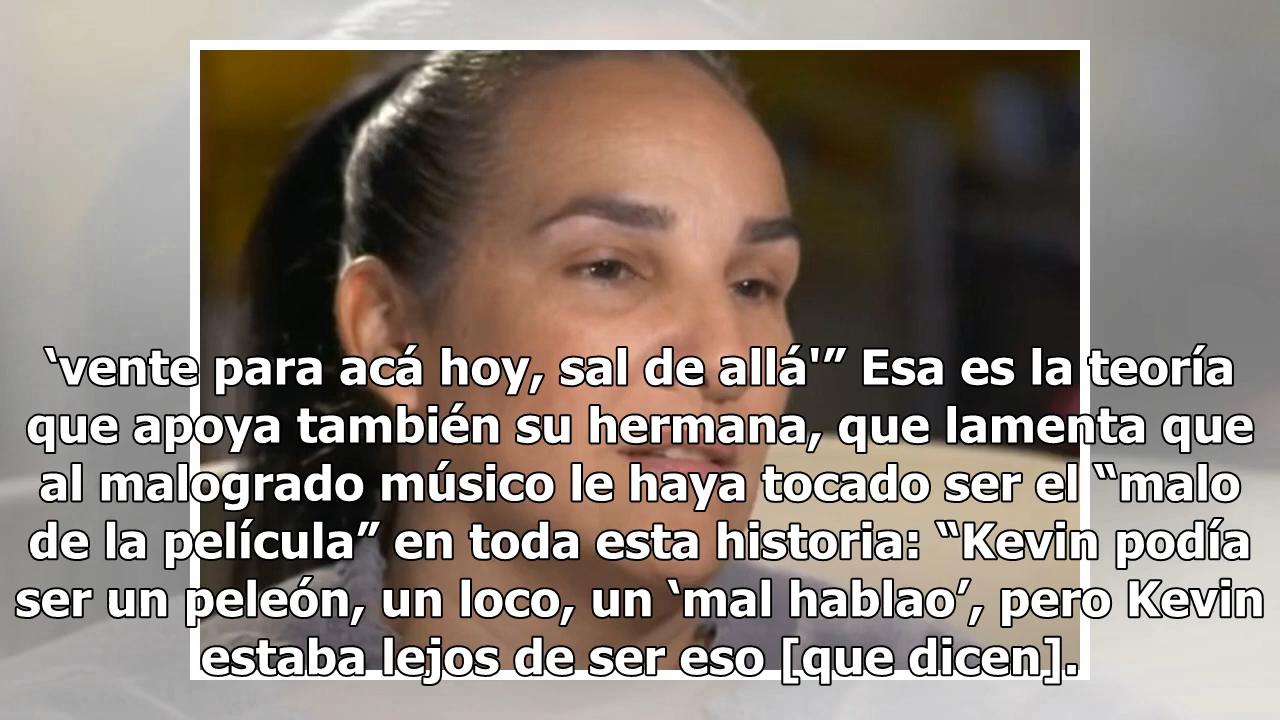 ‘vente para acá hoy, sal de allá'” Esa es la teoría
que apoya también su hermana, que lamenta que
al malogrado músico le haya tocado ser el “malo
de la película” en toda esta historia: “Kevin podía
ser un peleón, un loco, un ‘mal hablao’, pero Kevin
estaba lejos de ser eso [que dicen].